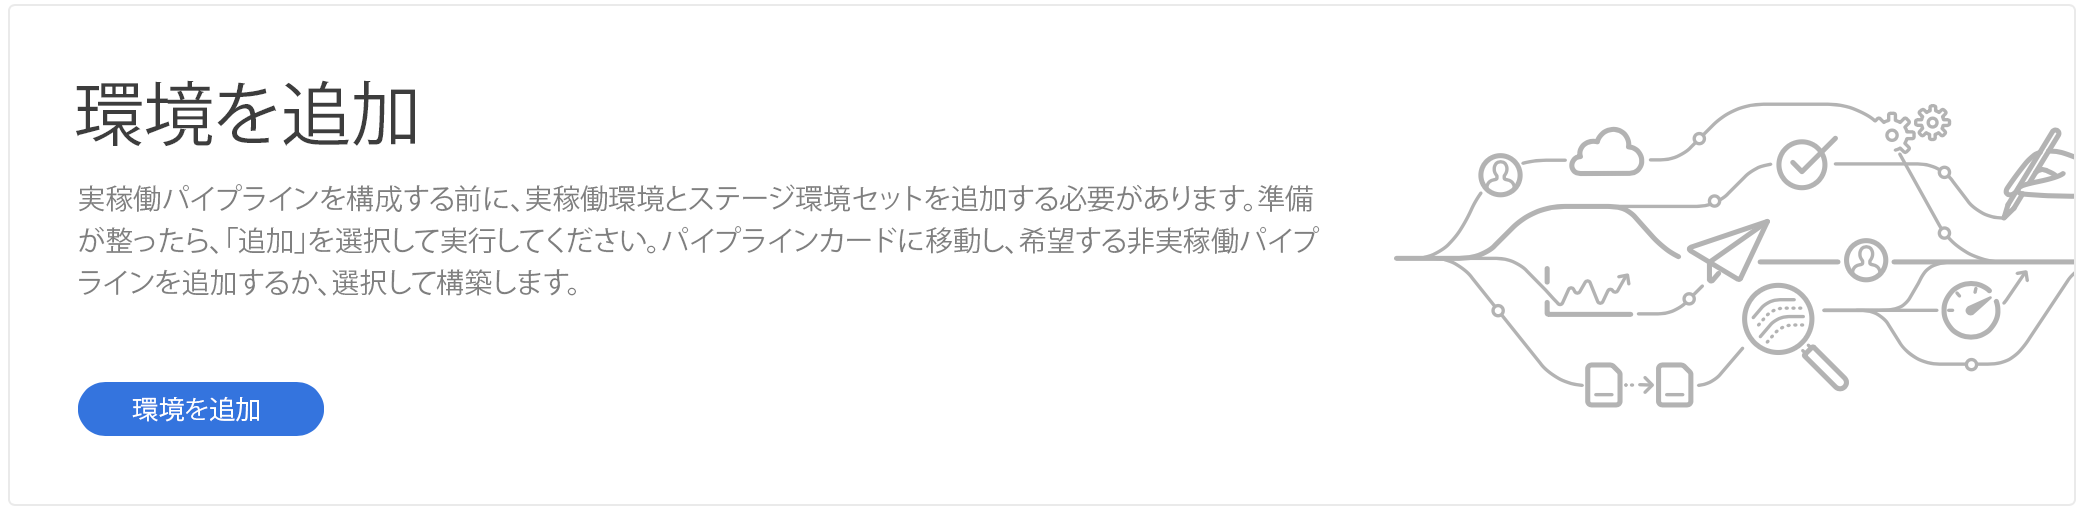 環境を追加
実稼働パイプラインを構成する前に、実稼働環境とステージ環境セットを追加する必要があります。準備
が整ったら、「追加」を選択して実行してください。パイプラインカードに移動し、希望する非実稼働パイプ
ラインを追加するか、選択して構築します。
環境を追加